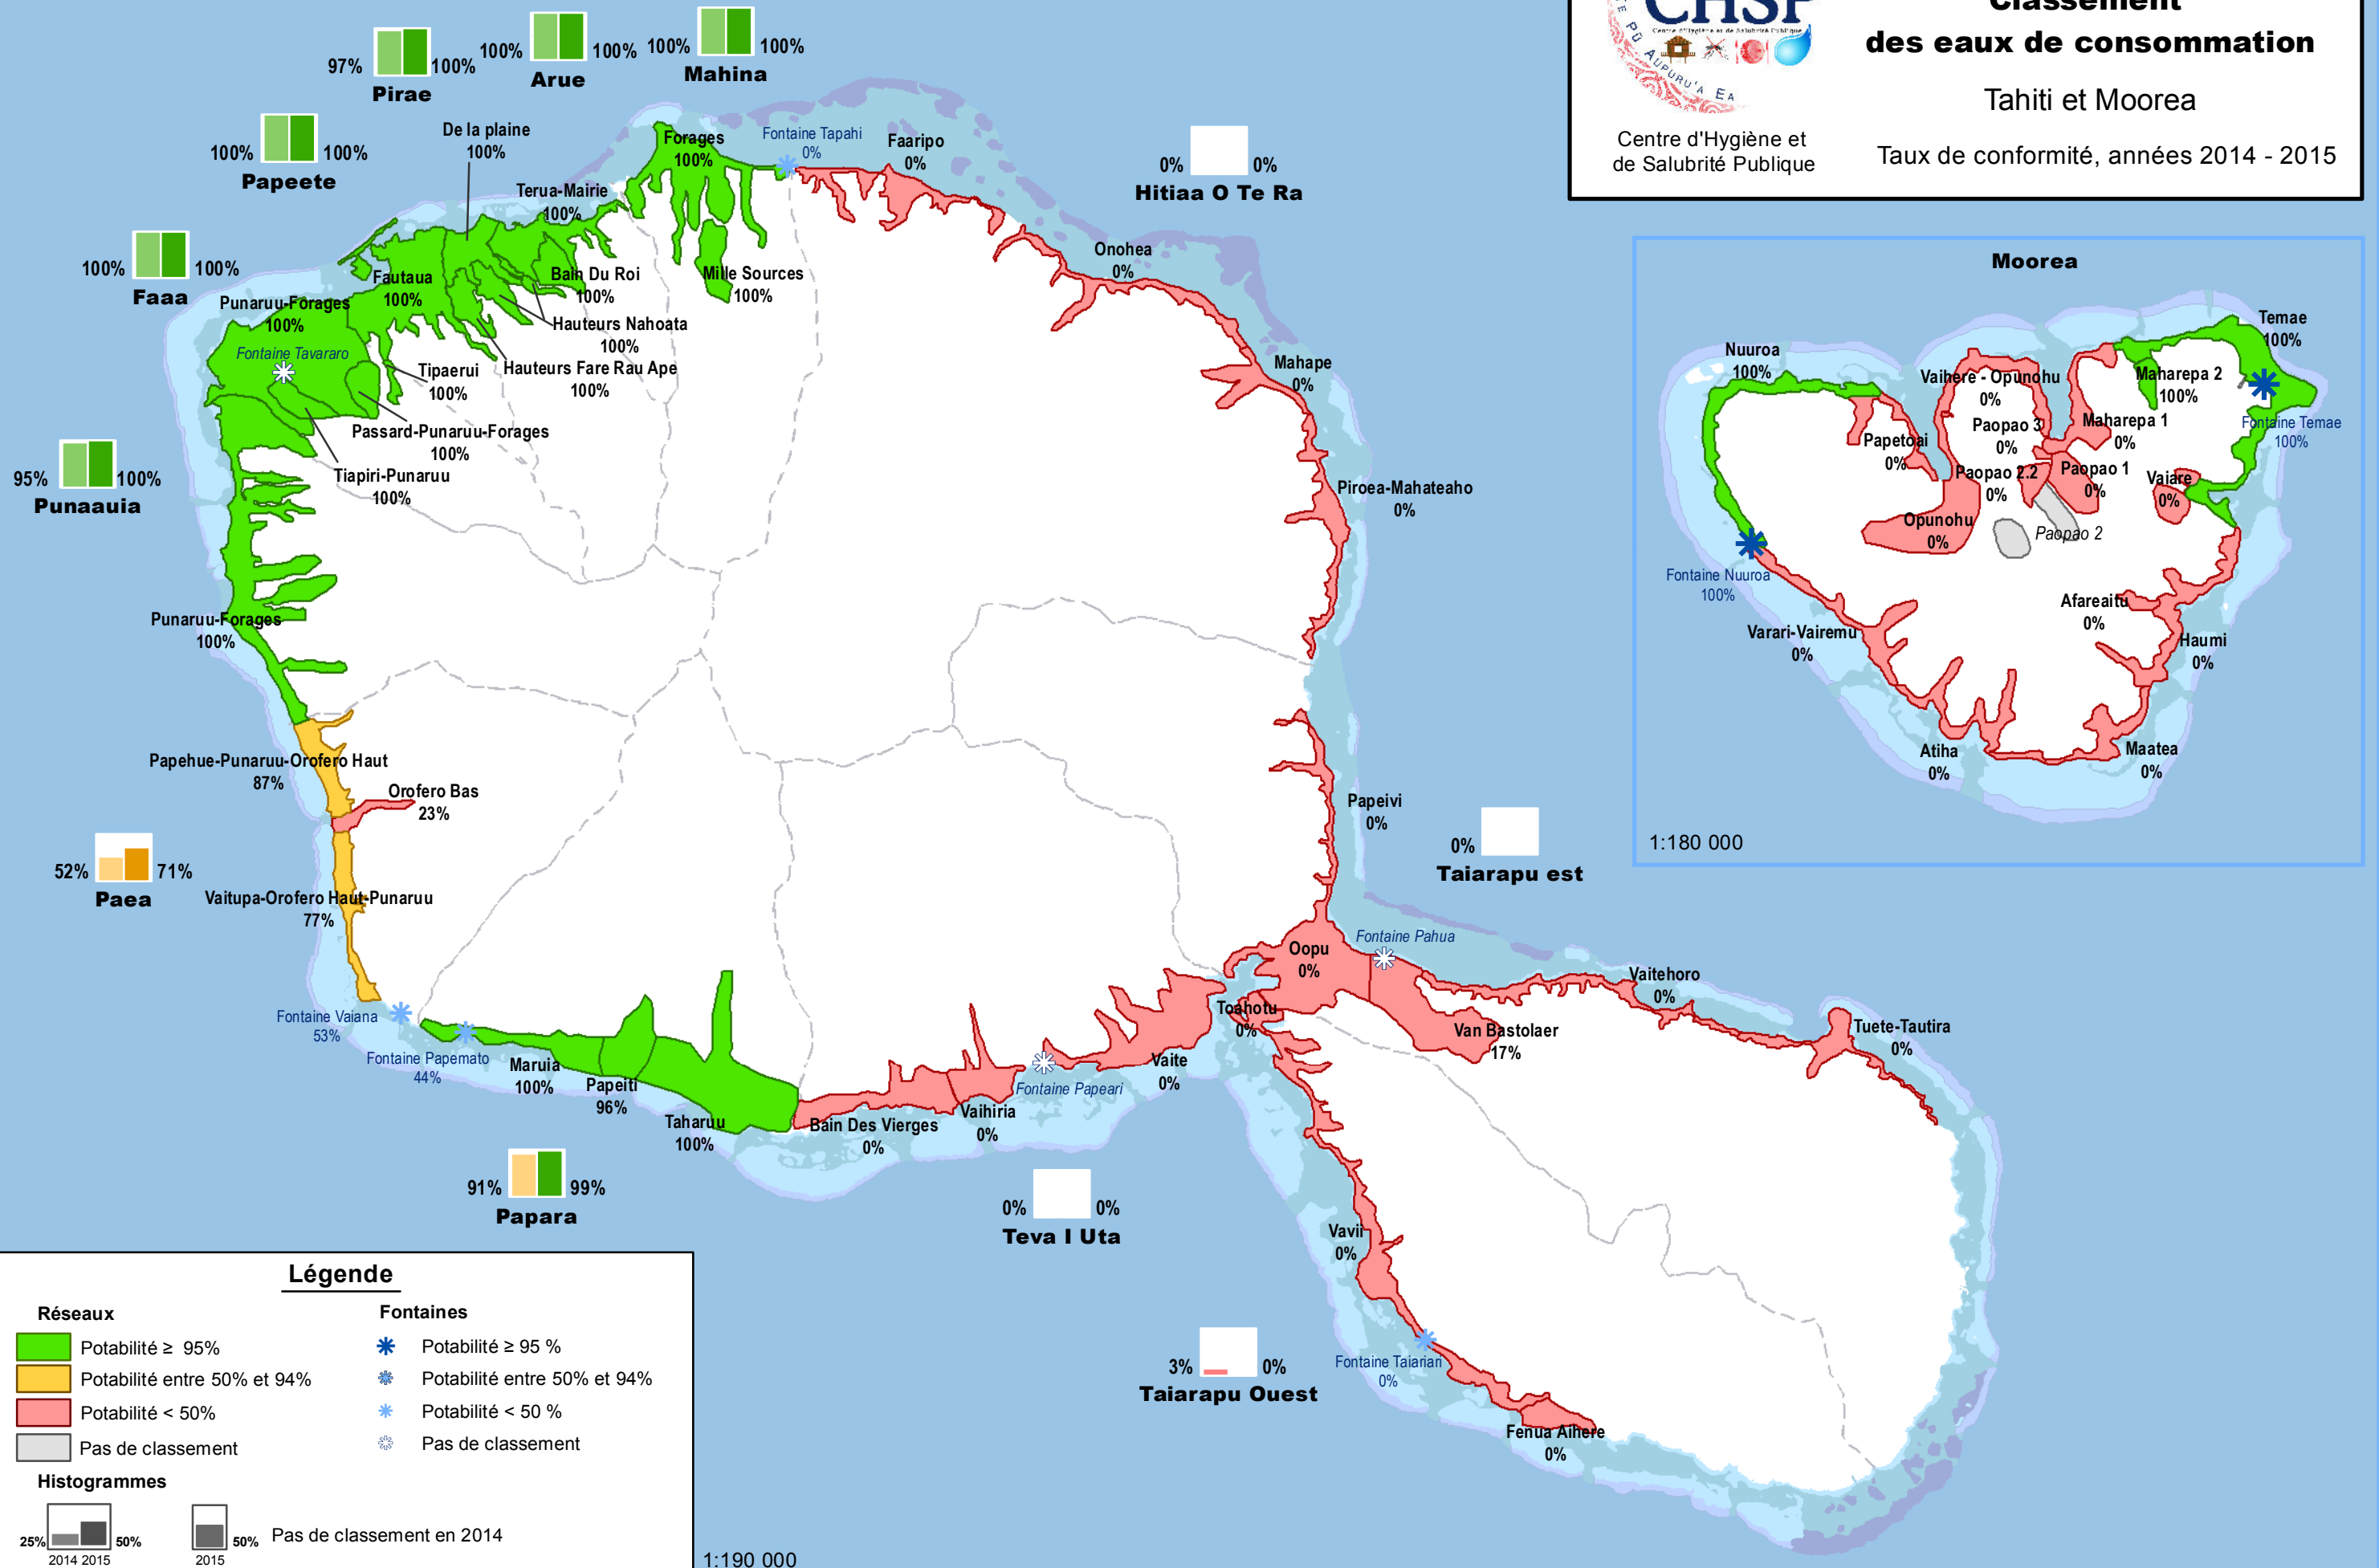 CHSP
Centre d'Hygiène et de Salubrité Publique
Classement
des eaux de consommation
Tahiti et Moorea
Taux de conformité, années 2014 - 2015
Centre d'Hygiène et
de Salubrité Publique
97% 100%
Pirae
100% 100%
Arue
100% 100%
Mahina
100% 100%
Papeete
100% 100%
Faaa
95% 100%
Punaauia
52% 71%
Paea
91% 99%
Papara
0% 0%
Teva I Uta
3% 0%
Taiarapu Ouest
0%
Taiarapu est
0% 0%
Hitiaa O Te Ra
De la plaine
100%
Terua-Mairie
100%
Forages
100%
Fontaine Tapahi
0%
Faaripo
0%
Onohea
0%
Mahape
0%
Piroea-Mahateaho
0%
Papeivi
0%
Fautaua
100%
Bain Du Roi
100%
Mille Sources
100%
Punaruu-Forages
100%
Fontaine Tavararo
Hauteurs Nahoata
100%
Hauteurs Fare Rau Ape
100%
Tipaerui
100%
Passard-Punaruu-Forages
100%
Tiapiri-Punaruu
100%
Punaruu-Forages
100%
Papehue-Punaruu-Orofero Haut
87%
Orofero Bas
23%
Vaitupa-Orofero Haut-Punaruu
77%
Fontaine Vaiana
53%
Fontaine Papemato
44%
Maruia
100%
Papeiti
96%
Taharuu
100%
Bain Des Vierges
0%
Vaihiria
0%
Fontaine Papeari
Vaite
0%
Toahotu
0%
Oopu
0%
Fontaine Pahua
Van Bastolaer
17%
Vaitehoro
0%
Tuete-Tautira
0%
Vavii
0%
Fontaine Taiariari
0%
Fenua Aihere
0%
Moorea
Temae
100%
Nuuroa
100%
Vaihere - Opunohu
0%
Maharepa 2
100%
Fontaine Temae
100%
Maharepa 1
0%
Paopao 3
0%
Papetoai
0%
Paopao 2.2
0%
Paopao 1
0%
Vaiare
0%
Opunohu
0%
Paopao 2
Fontaine Nuuroa
100%
Varari-Vairemu
0%
Afareaitu
0%
Haumi
0%
Atiha
0%
Maatea
0%
1:180 000
Légende
Réseaux
Potabilité ≥ 95%
Potabilité entre 50% et 94%
Potabilité < 50%
Pas de classement
Fontaines
Potabilité ≥ 95 %
Potabilité entre 50% et 94%
Potabilité < 50 %
Pas de classement
Histogrammes
25% 50%
2014 2015
50% Pas de classement en 2014
2015
1:190 000